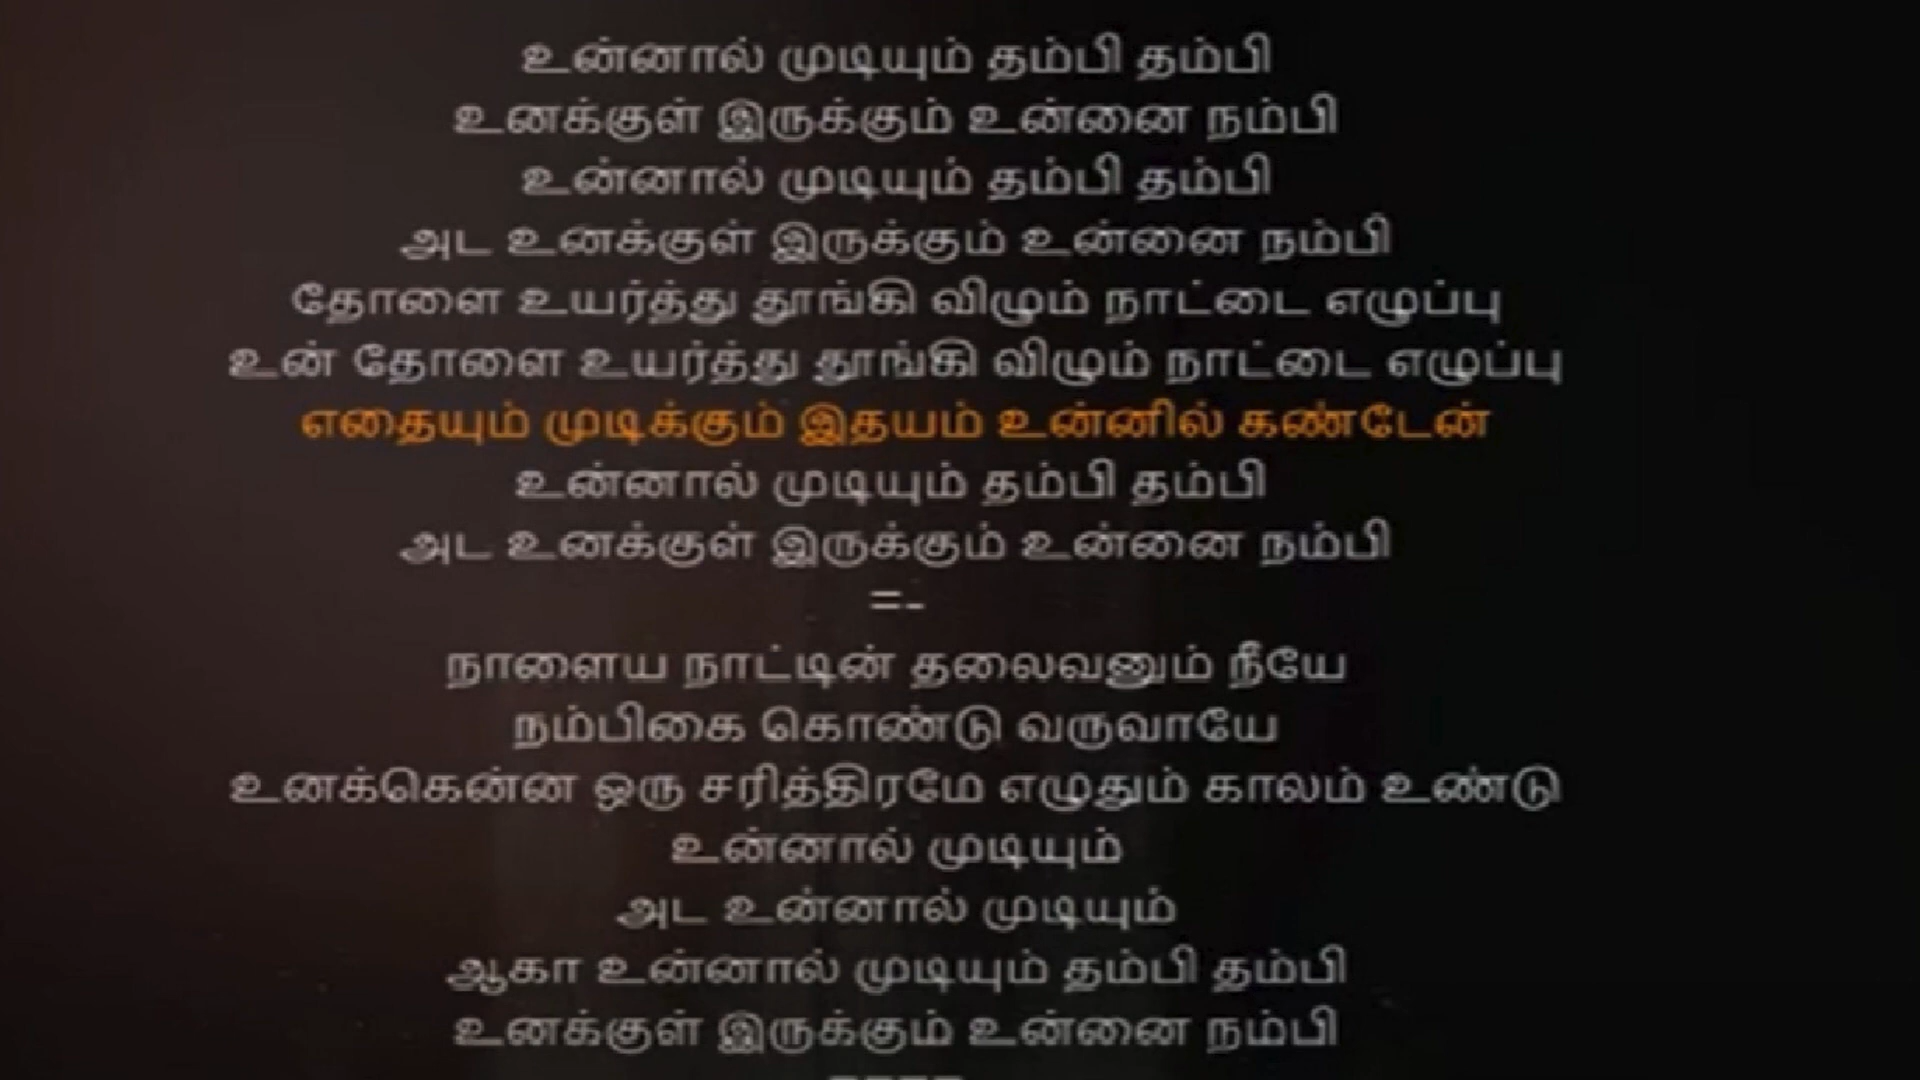 உன்னால் முடியும் தம்பி தம்பி
உனக்குள் இருக்கும் உன்னை நம்பி
உன்னால் முடியும் தம்பி தம்பி
அட உனக்குள் இருக்கும் உன்னை நம்பி
தோளை உயர்த்து தூங்கி விழும் நாட்டை எழுப்பு
உன் தோளை உயர்த்து தூங்கி விழும் நாட்டை எழுப்பு
எதையும் முடிக்கும் இதயம் உன்னில் கண்டேன்
உன்னால் முடியும் தம்பி தம்பி
அட உனக்குள் இருக்கும் உன்னை நம்பி
=-
நாளைய நாட்டின் தலைவனும் நீயே
நம்பிகை கொண்டு வருவாயே
உனக்கென்ன ஒரு சரித்திரமே எழுதும் காலம் உண்டு
உன்னால் முடியும்
அட உன்னால் முடியும்
ஆகா உன்னால் முடியும் தம்பி தம்பி
உனக்குள் இருக்கும் உன்னை நம்பி